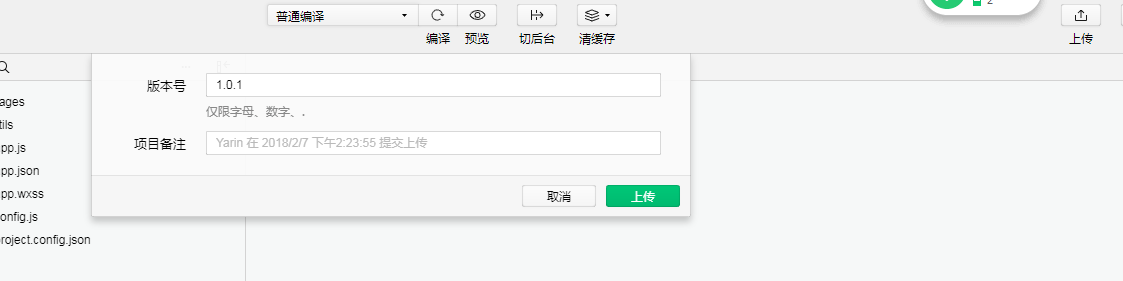 普通编译
2
编译 预览 切后台 清缓存 上传
版本号 1.0.1
仅限字母、数字、.
项目备注 Yarin 在 2018/2/7 下午2:23:55 提交上传
取消 上传
ages
tils
pp.js
pp.json
pp.wxss
onfig.js
roject.config.json